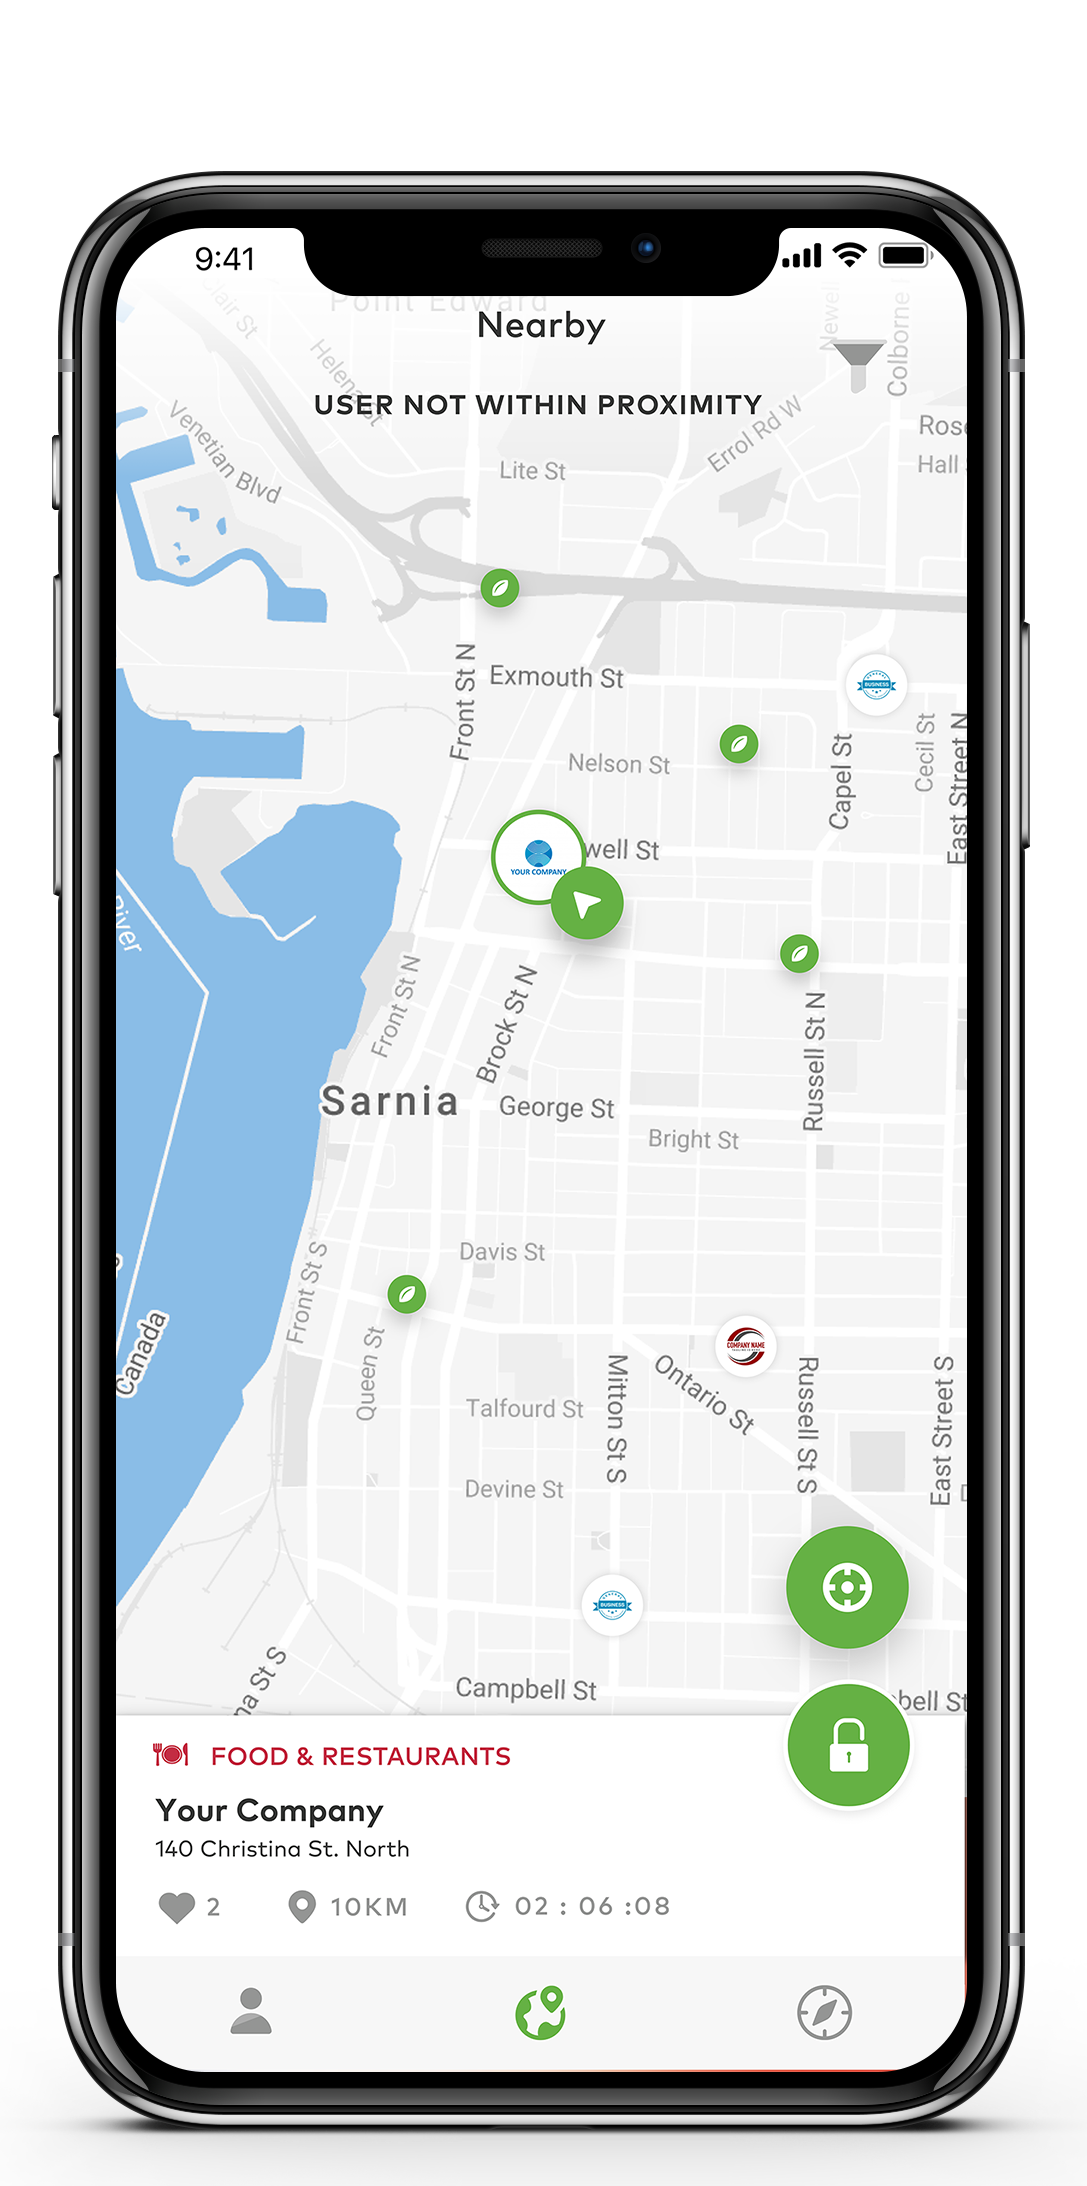 9:41
Point Edward
Nearby
Clair St
Helena St
Newell
Colborne
USER NOT WITHIN PROXIMITY
Venetian Blvd
Errol Rd W
Rose
Hall
Lite St
Front St N
Exmouth St
BUSINESS
Nelson St
Capel St
Cecil St
East Street N
YOUR COMPANY
well St
River
Front St N
Brock St N
Russell St N
Sarnia
George St
Bright St
Davis St
Front St S
Canada
Queen St
COMPANY NAME
Mitton St S
Ontario St
Russell St S
East Street S
Talfourd St
Devine St
BUSINESS
na St S
Campbell St
bell St
FOOD & RESTAURANTS
Your Company
140 Christina St. North
2
10KM
02 : 06 :08